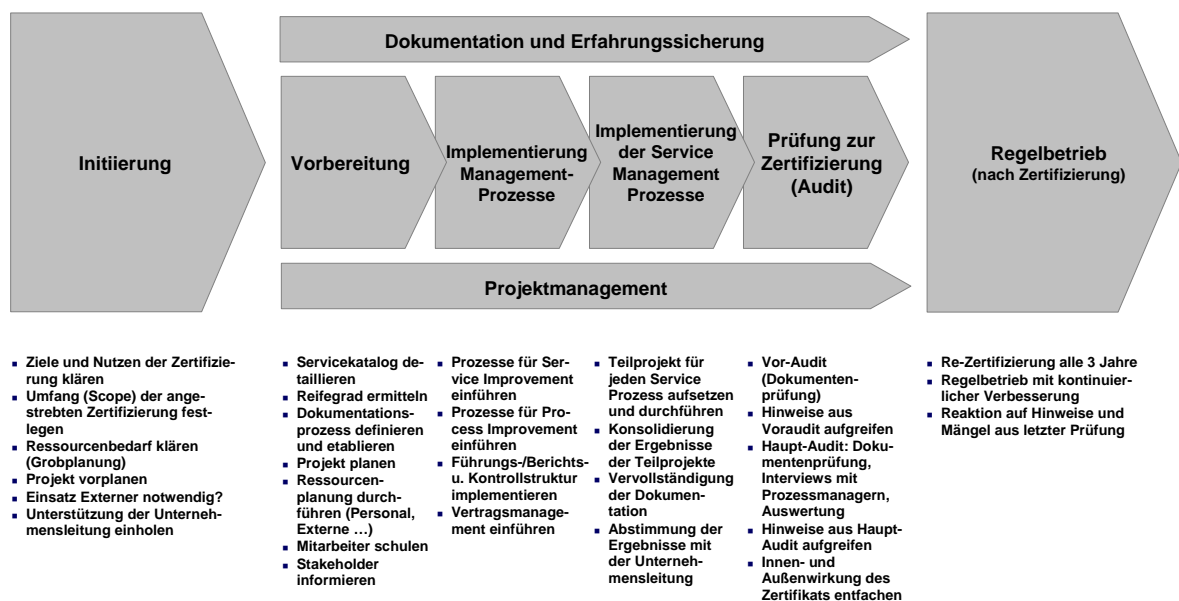 Dokumentation und Erfahrungssicherung
Initiierung
Vorbereitung
Implementierung
Management-
Prozesse
Implementierung
der Service
Management
Prozesse
Prüfung zur
Zertifizierung
(Audit)
Regelbetrieb
(nach Zertifizierung)
Projektmanagement
▪ Ziele und Nutzen der Zertifizie-
rung klären
▪ Umfang (Scope) der ange-
strebten Zertifizierung fest-
legen
▪ Ressourcenbedarf klären
(Grobplanung)
▪ Projekt vorplanen
▪ Einsatz Externer notwendig?
▪ Unterstützung der Unterneh-
mensleitung einholen
▪ Servicekatalog de-
taillieren
▪ Reifegrad ermitteln
▪ Dokumentations-
prozess definieren
und etablieren
▪ Projekt planen
▪ Ressourcen-
planung durch-
führen (Personal,
Externe ...)
▪ Mitarbeiter schulen
▪ Stakeholder
informieren
▪ Prozesse für Ser-
vice Improvement
einführen
▪ Prozesse für Pro-
cess Improvement
einführen
▪ Führungs-/Berichts-
u. Kontrollstruktur
implementieren
▪ Vertragsmanage-
ment einführen
▪ Teilprojekt für
jeden Service
Prozess aufsetzen
und durchführen
▪ Konsolidierung
der Ergebnisse
der Teilprojekte
▪ Vervollständigung
der Dokumen-
tation
▪ Abstimmung der
Ergebnisse mit
der Unterneh-
mensleitung
▪ Vor-Audit
(Dokumenten-
prüfung)
▪ Hinweise aus
Voraudit aufgreifen
▪ Haupt-Audit: Doku-
mentenprüfung,
Interviews mit
Prozessmanagern,
Auswertung
▪ Hinweise aus Haupt-
Audit aufgreifen
▪ Innen- und
Außenwirkung des
Zertifikats entfachen
▪ Re-Zertifizierung alle 3 Jahre
▪ Regelbetrieb mit kontinuier-
licher Verbesserung
▪ Reaktion auf Hinweise und
Mängel aus letzter Prüfung